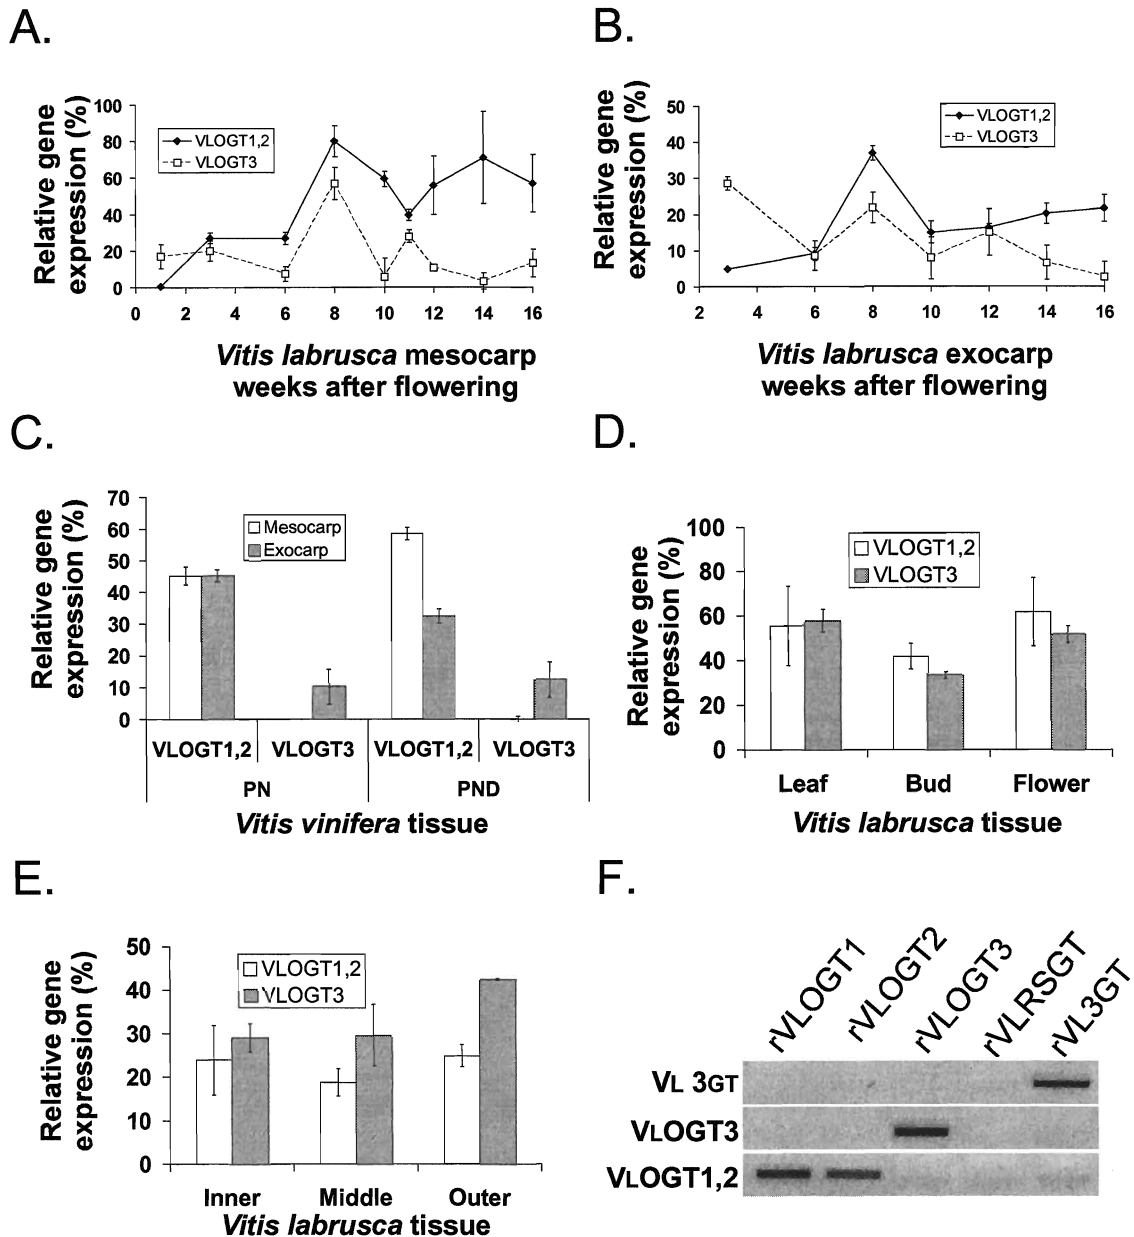 A.
Relative gene
expression (%)
100
80
60
40
20
0
VLOGT1,2
VLOGT3
0 2 4 6 8 10 12 14 16
Vitis labrusca mesocarp
weeks after flowering
B.
Relative gene
expression (%)
50
40
30
20
10
0
VLOGT1,2
VLOGT3
2 4 6 8 10 12 14 16
Vitis labrusca exocarp
weeks after flowering
C.
Relative gene
expression (%)
70
60
50
40
30
20
10
0
Mesocarp
Exocarp
VLOGT1,2 VLOGT3 VLOGT1,2 VLOGT3
PN PND
Vitis vinifera tissue
D.
Relative gene
expression (%)
100
80
60
40
20
0
VLOGT1,2
VLOGT3
Leaf Bud Flower
Vitis labrusca tissue
E.
Relative gene
expression (%)
50
40
30
20
10
0
VLOGT1,2
VLOGT3
Inner Middle Outer
Vitis labrusca tissue
F.
rVLOGT1
rVLOGT2
rVLOGT3
rVLRSGT
rVL3GT
VL 3GT
VLOGT3
VLOGT1,2